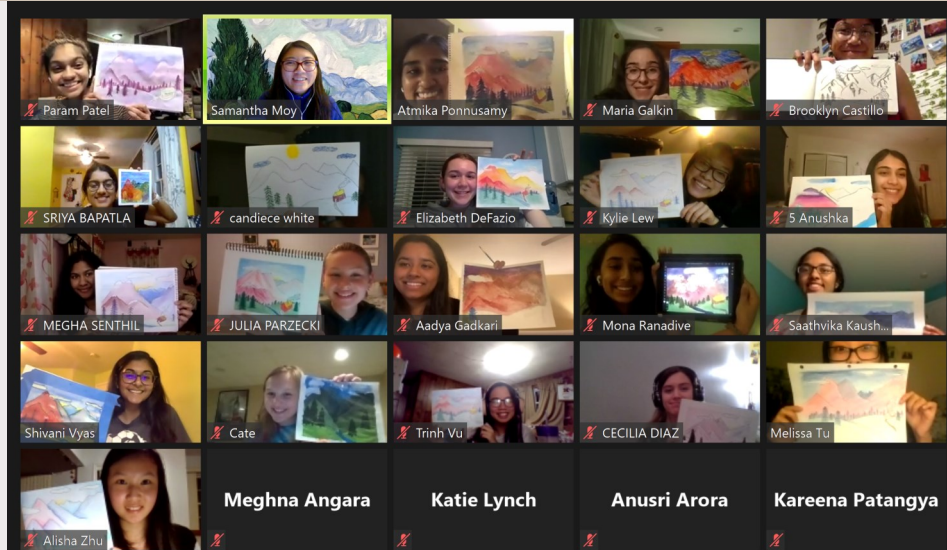 Param Patel
Samantha Moy
Atmika Ponnusamy
Maria Galkin
Brooklyn Castillo
SRIYA BAPATLA
candiece white
Elizabeth DeFazio
Kylie Lew
5 Anushka
MEGHA SENTHIL
JULIA PARZECKI
Aadya Gadkari
Mona Ranadive
Saathvika Kaush...
Shivani Vyas
Cate
Trinh Vu
CECILIA DIAZ
Melissa Tu
Alisha Zhu
Meghna Angara
Katie Lynch
Anusri Arora
Kareena Patangya